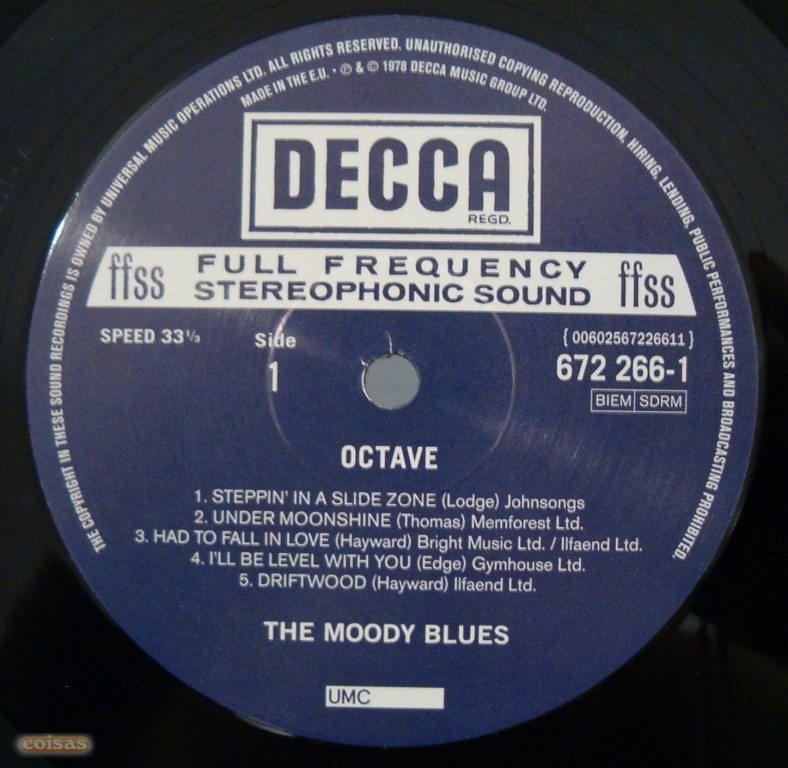 THE COPYRIGHT IN THESE SOUND RECORDINGS IS OWNED BY UNIVERSAL MUSIC OPERATIONS LTD. ALL RIGHTS RESERVED. UNAUTHORISED COPYING REPRODUCTION, HIRING, LENDING, PUBLIC PERFORMANCES AND BROADCASTING PROHIBITED.
MADE IN THE E.U. • ℗ & © 1978 DECCA MUSIC GROUP LTD.
DECCA
REGD.
ffss FULL FREQUENCY STEREOPHONIC SOUND ffss
SPEED 33⅓
Side
1
{00602567226611}
672 266-1
BIEM SDRM
OCTAVE
1. STEPPIN' IN A SLIDE ZONE (Lodge) Johnsongs
2. UNDER MOONSHINE (Thomas) Memforest Ltd.
3. HAD TO FALL IN LOVE (Hayward) Bright Music Ltd. / Ilfaend Ltd.
4. I'LL BE LEVEL WITH YOU (Edge) Gymhouse Ltd.
5. DRIFTWOOD (Hayward) Ilfaend Ltd.
THE MOODY BLUES
UMC
coisas